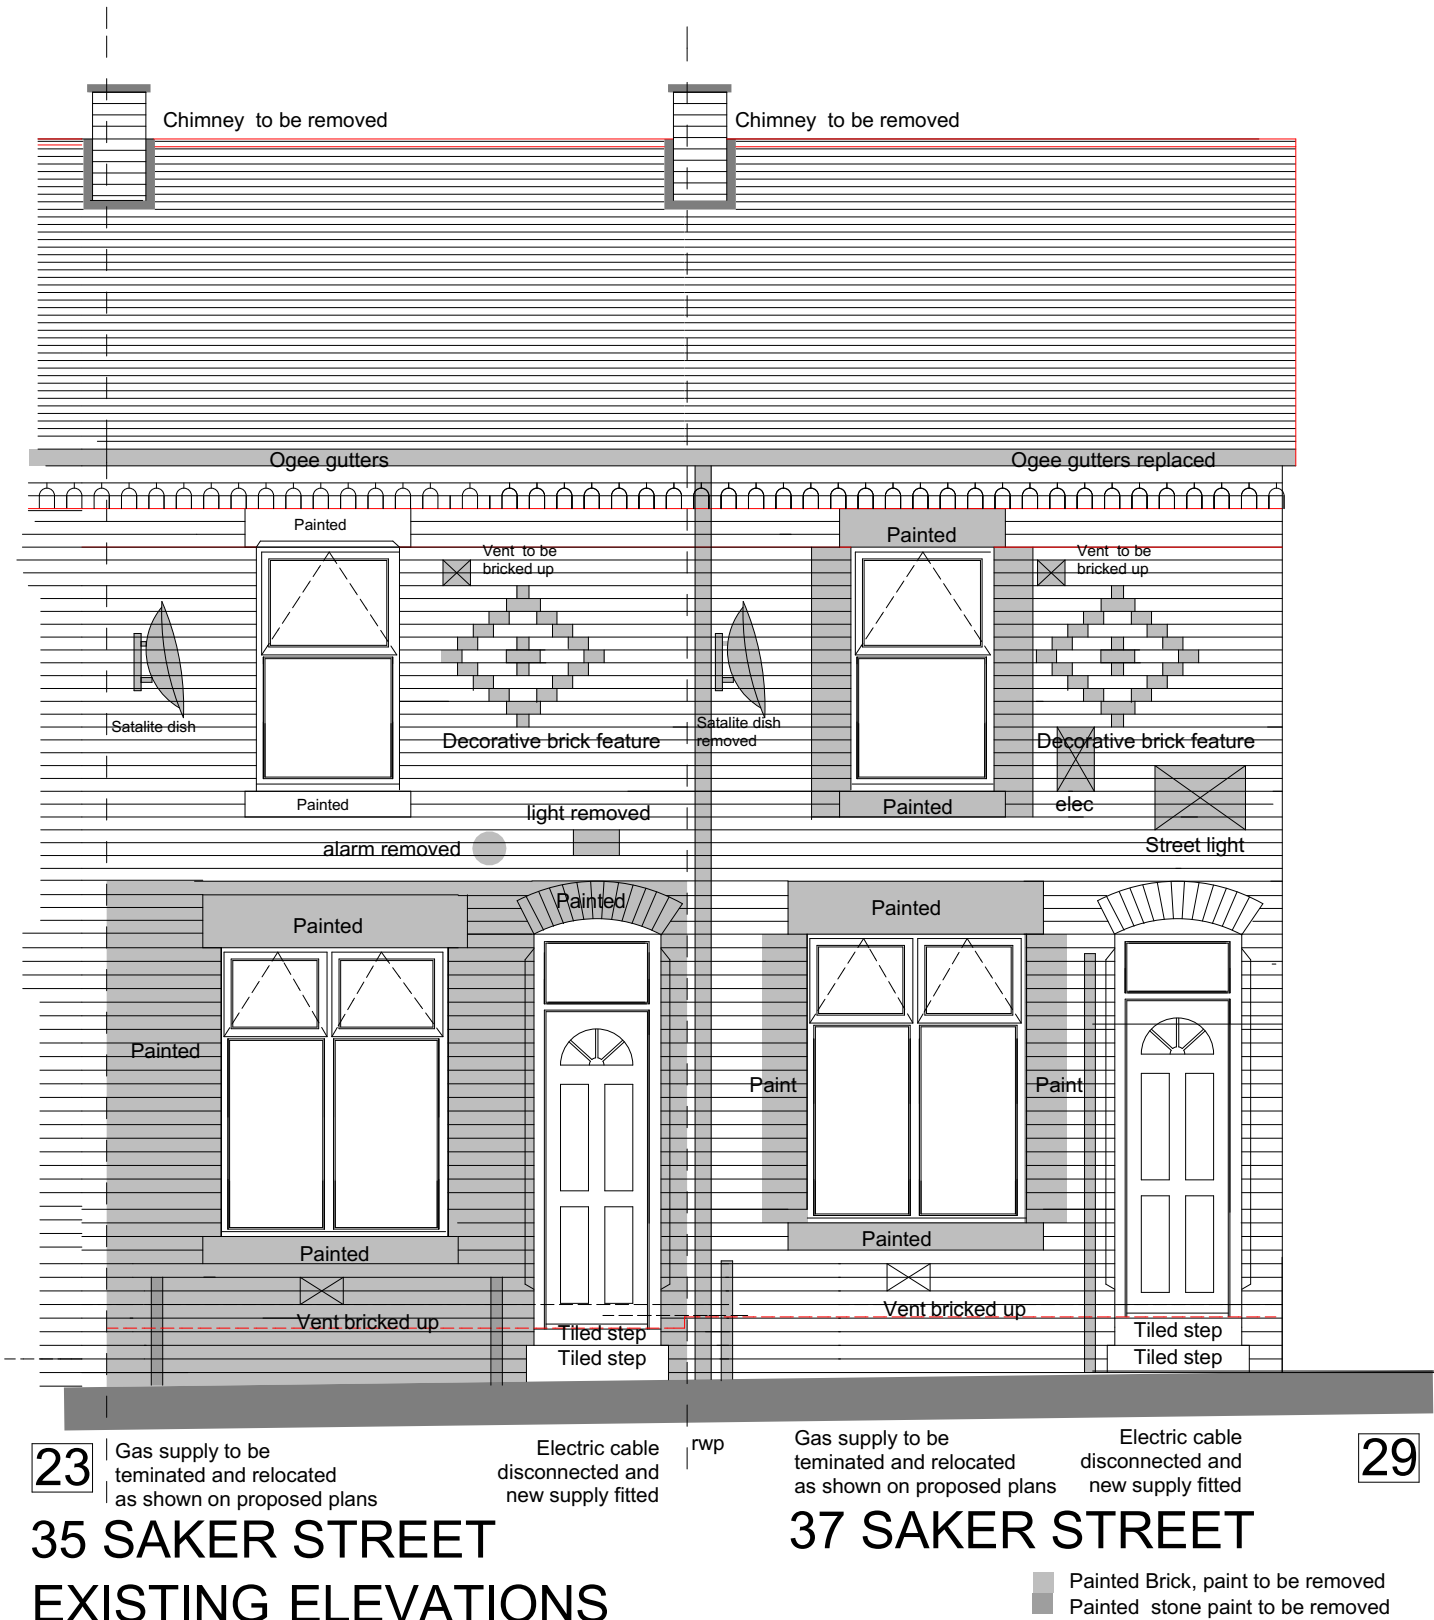 Chimney to be removed
Chimney to be removed
Ogee gutters
Ogee gutters replaced
Painted
Painted
Vent to be
bricked up
Vent to be
bricked up
Satalite dish
Decorative brick feature
Satalite dish
removed
Decorative brick feature
Painted
light removed
Painted
elec
alarm removed
Street light
Painted
Painted
Painted
Painted
Paint
Paint
Painted
Painted
Vent bricked up
Vent bricked up
Tiled step
Tiled step
Tiled step
Tiled step
23
Gas supply to be
teminated and relocated
as shown on proposed plans
Electric cable
disconnected and
new supply fitted
rwp
Gas supply to be
teminated and relocated
as shown on proposed plans
Electric cable
disconnected and
new supply fitted
29
35 SAKER STREET
37 SAKER STREET
EXISTING ELEVATIONS
Painted Brick, paint to be removed
Painted stone paint to be removed